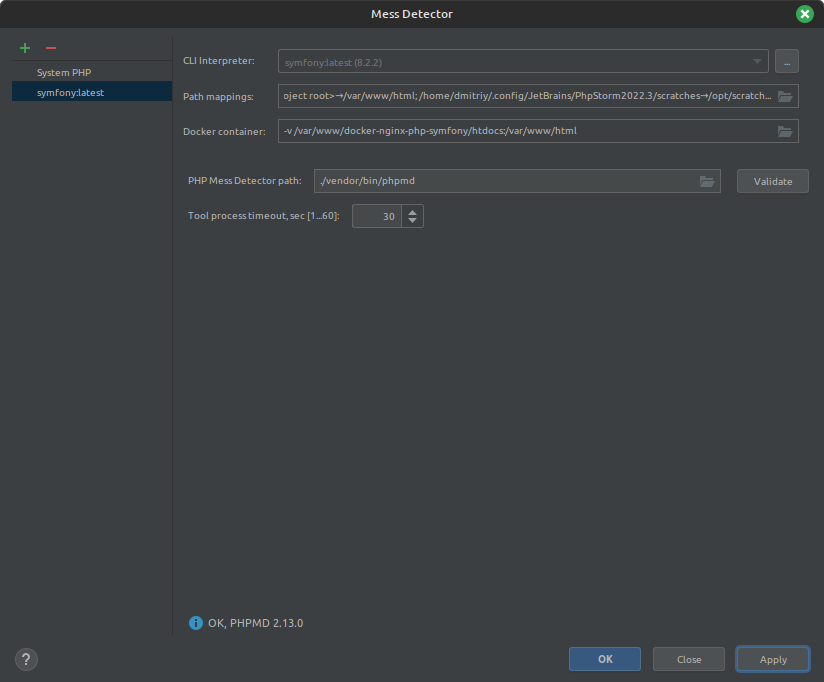 Mess Detector
System PHP
symfony:latest
CLI Interpreter:
symfony:latest (8.2.2)
...
Path mappings:
oject root>→/var/www/html;/home/dmitriy/.config/JetBrains/PhpStorm2022.3/scratches→/opt/scratch...
Docker container:
-v /var/www/docker-nginx-php-symfony/htdocs:/var/www/html
PHP Mess Detector path:
./vendor/bin/phpmd
Validate
Tool process timeout, sec [1...60]:
30
OK, PHPMD 2.13.0
?
OK
Close
Apply